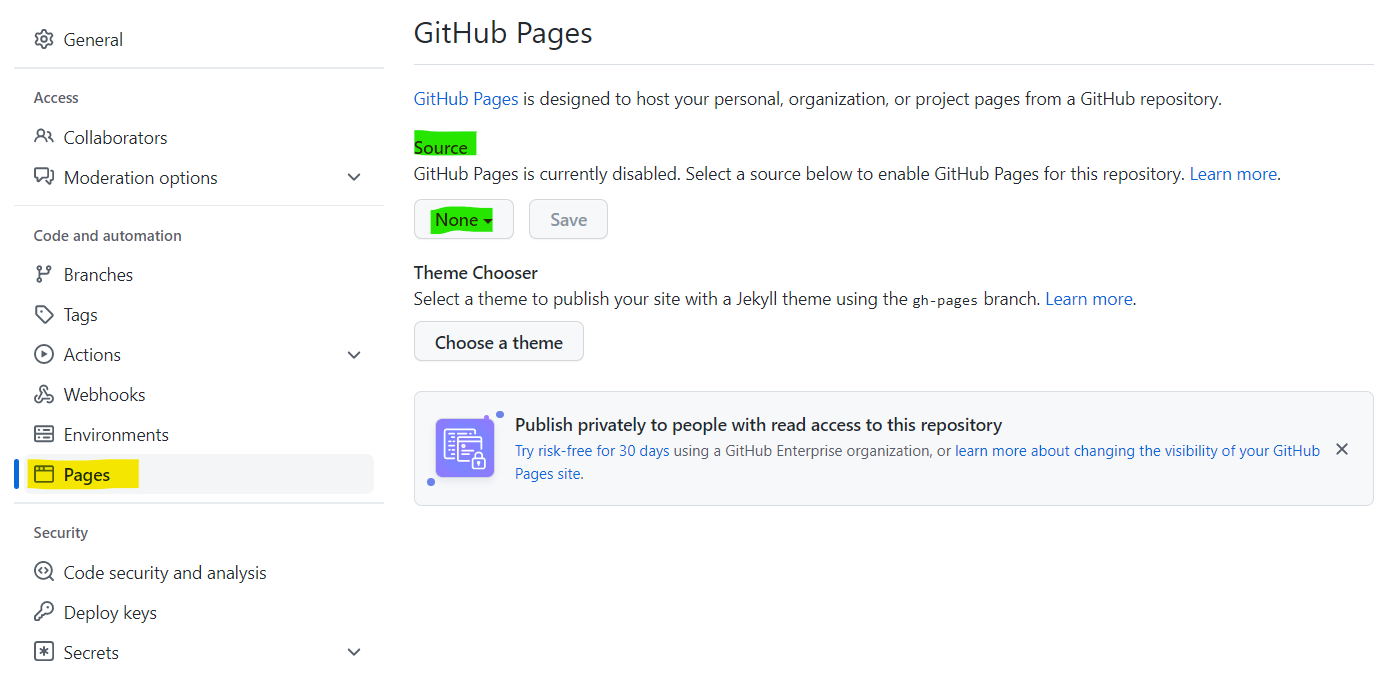 General
Access
Collaborators
Moderation options
Code and automation
Branches
Tags
Actions
Webhooks
Environments
Pages
Security
Code security and analysis
Deploy keys
Secrets
GitHub Pages
GitHub Pages is designed to host your personal, organization, or project pages from a GitHub repository.
Source
GitHub Pages is currently disabled. Select a source below to enable GitHub Pages for this repository. Learn more.
None Save
Theme Chooser
Select a theme to publish your site with a Jekyll theme using the gh-pages branch. Learn more.
Choose a theme
Publish privately to people with read access to this repository
Try risk-free for 30 days using a GitHub Enterprise organization, or learn more about changing the visibility of your GitHub
Pages site.